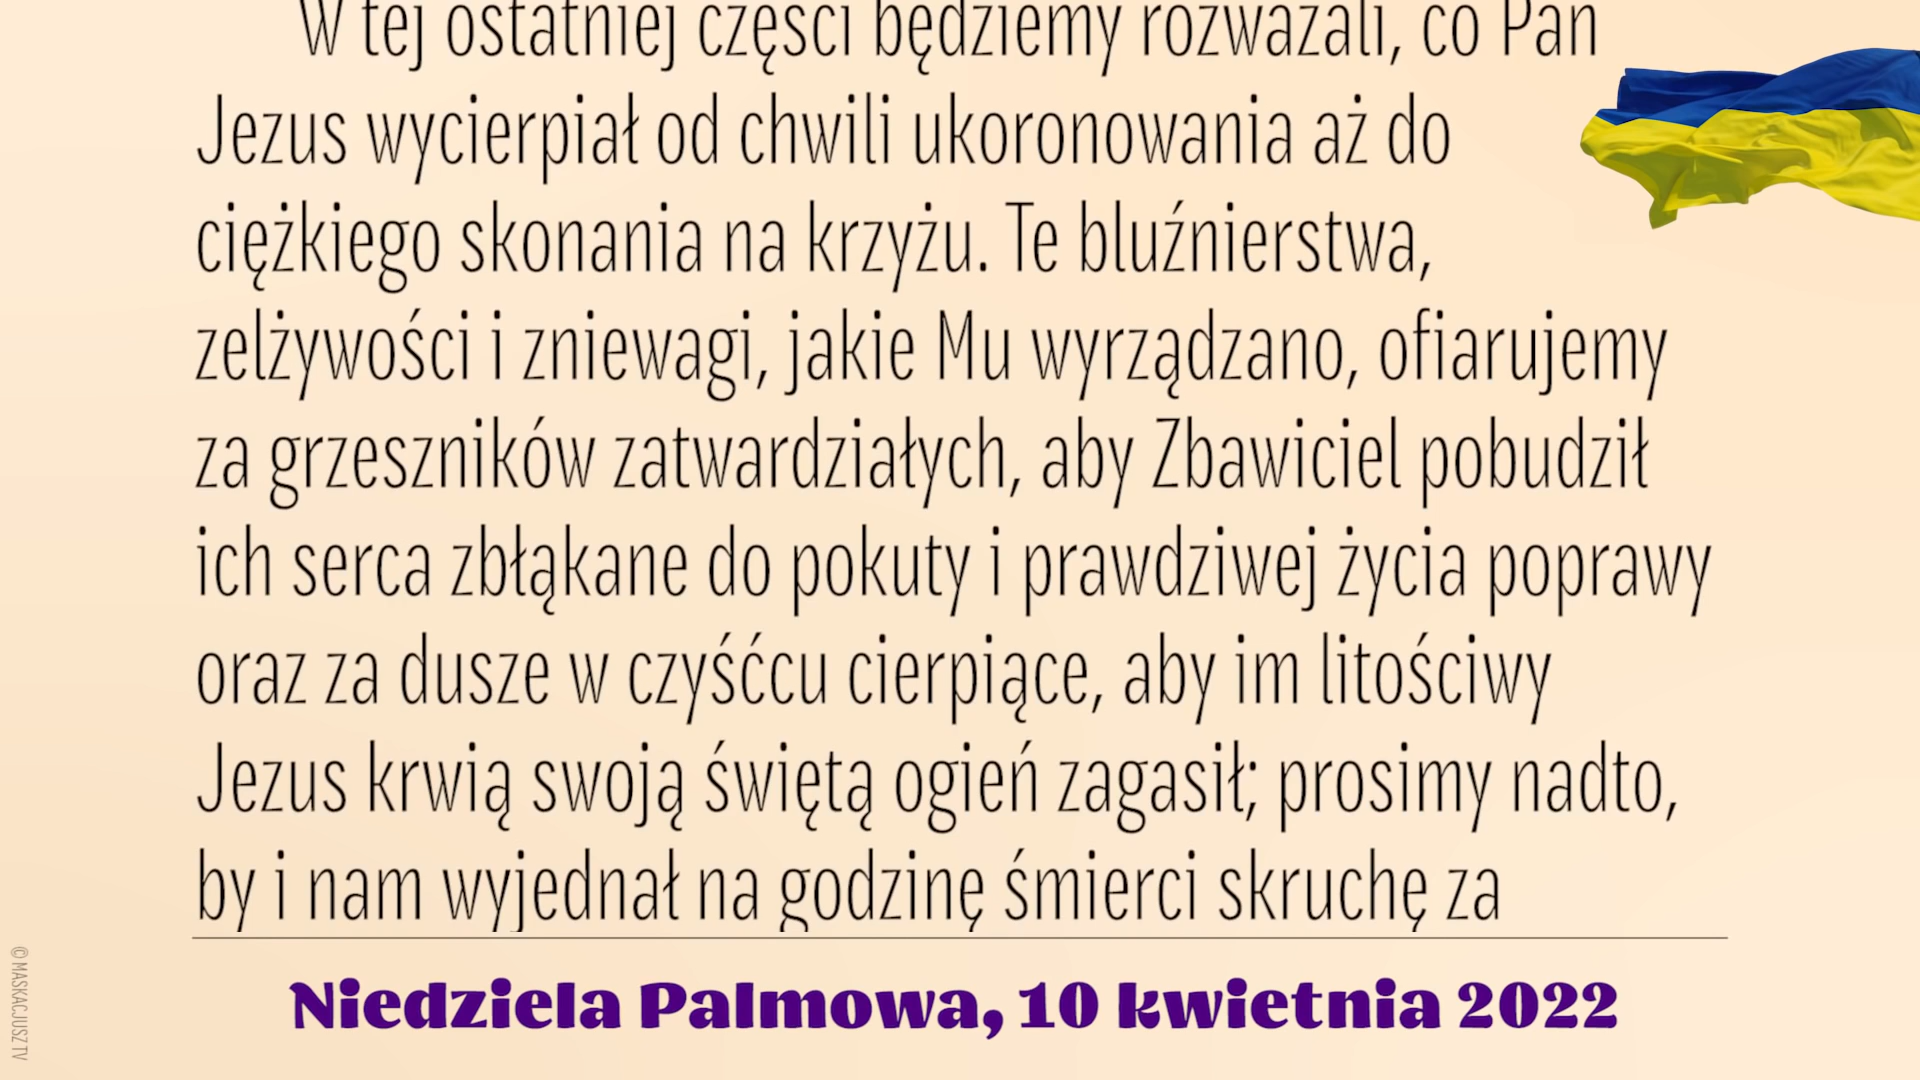 W tej ostatniej części będziemy rozważali, co Pan
Jezus wycierpiał od chwili ukoronowania aż do
ciężkiego skonania na krzyżu. Te bluźnierstwa,
zelżywości i zniewagi, jakie Mu wyrządzano, ofiarujemy
za grzeszników zatwardziałych, aby Zbawiciel pobudził
ich serca zbłąkane do pokuty i prawdziwej życia poprawy
oraz za dusze w czyśćcu cierpiące, aby im litościwy
Jezus krwią swoją świętą ogień zagasił; prosimy nadto,
by i nam wyjednał na godzinę śmierci skruchę za
Niedziela Palmowa, 10 kwietnia 2022
© MASKACJUSZ TV